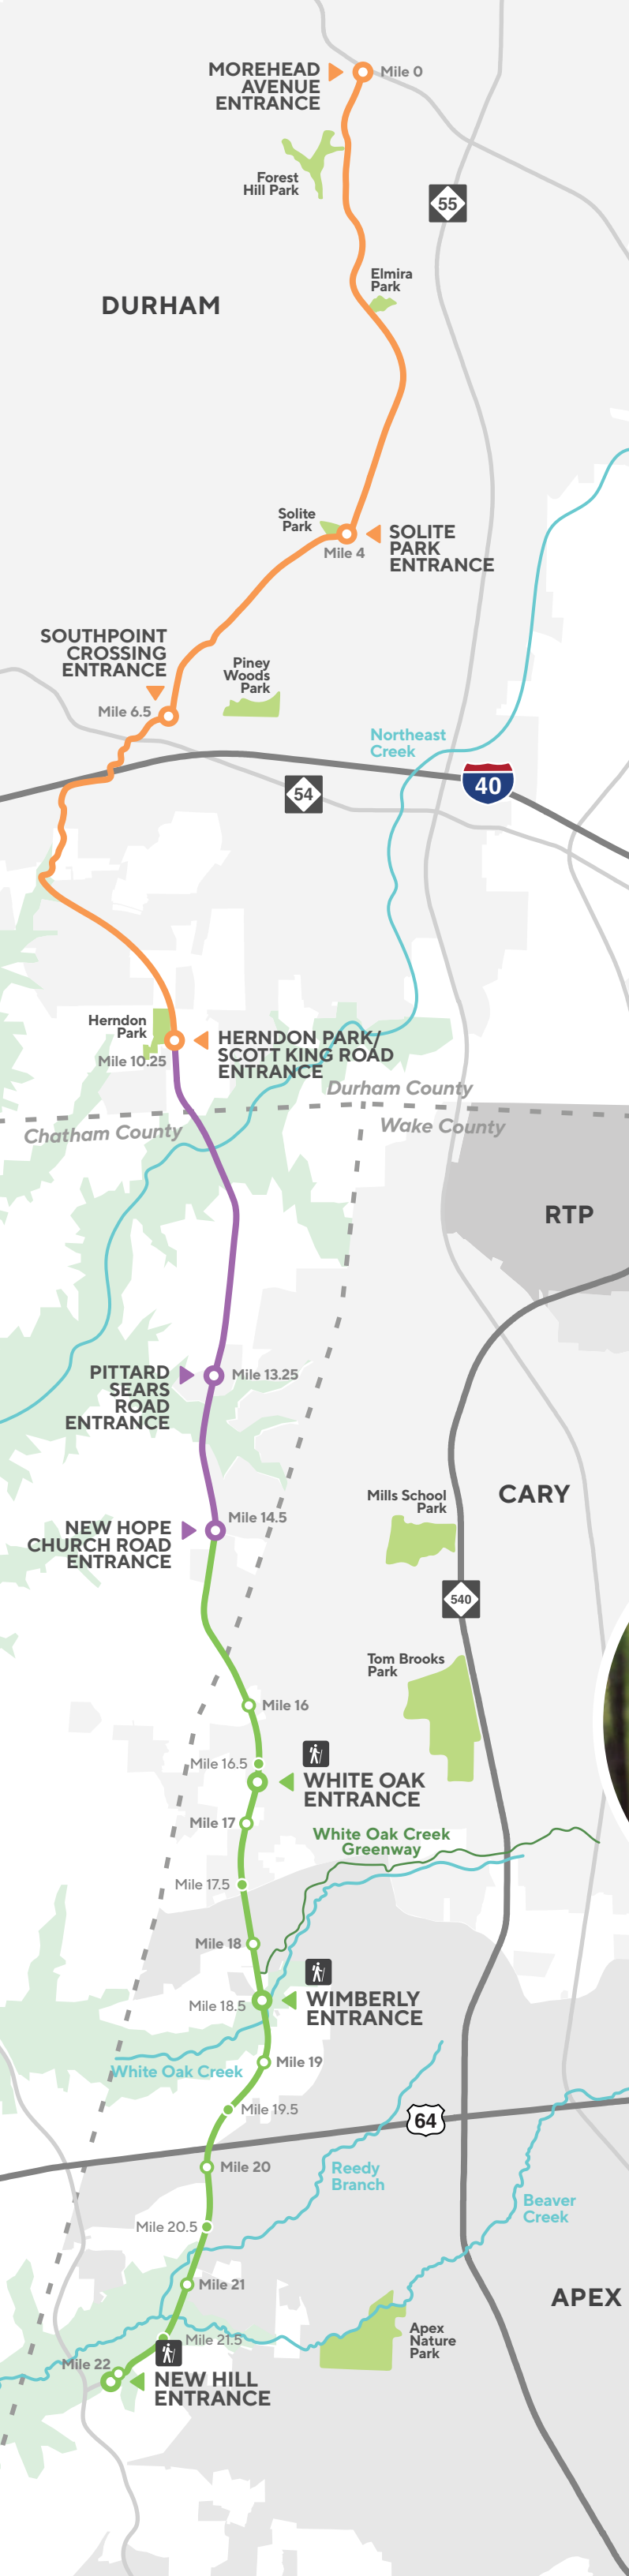 MOREHEAD
AVENUE
ENTRANCE
Mile 0
Forest
Hill Park
55
Elmira
Park
DURHAM
Solite
Park
SOLITE
PARK
ENTRANCE
Mile 4
SOUTHPOINT
CROSSING
ENTRANCE
Piney
Woods
Park
Mile 6.5
Northeast
Creek
40
54
Herndon
Park
HERNDON PARK/
SCOTT KING ROAD
ENTRANCE
Mile 10.25
Durham County
Chatham County
Wake County
RTP
PITTARD
SEARS
ROAD
ENTRANCE
Mile 13.25
Mills School
Park
CARY
Mile 14.5
NEW HOPE
CHURCH ROAD
ENTRANCE
540
Tom Brooks
Park
Mile 16
Mile 16.5
WHITE OAK
ENTRANCE
Mile 17
White Oak Creek
Greenway
Mile 17.5
Mile 18
Mile 18.5
WIMBERLY
ENTRANCE
Mile 19
White Oak Creek
Mile 19.5
64
Mile 20
Reedy
Branch
Beaver
Creek
Mile 20.5
Mile 21
APEX
Mile 21.5
Apex
Nature
Park
Mile 22
NEW HILL
ENTRANCE